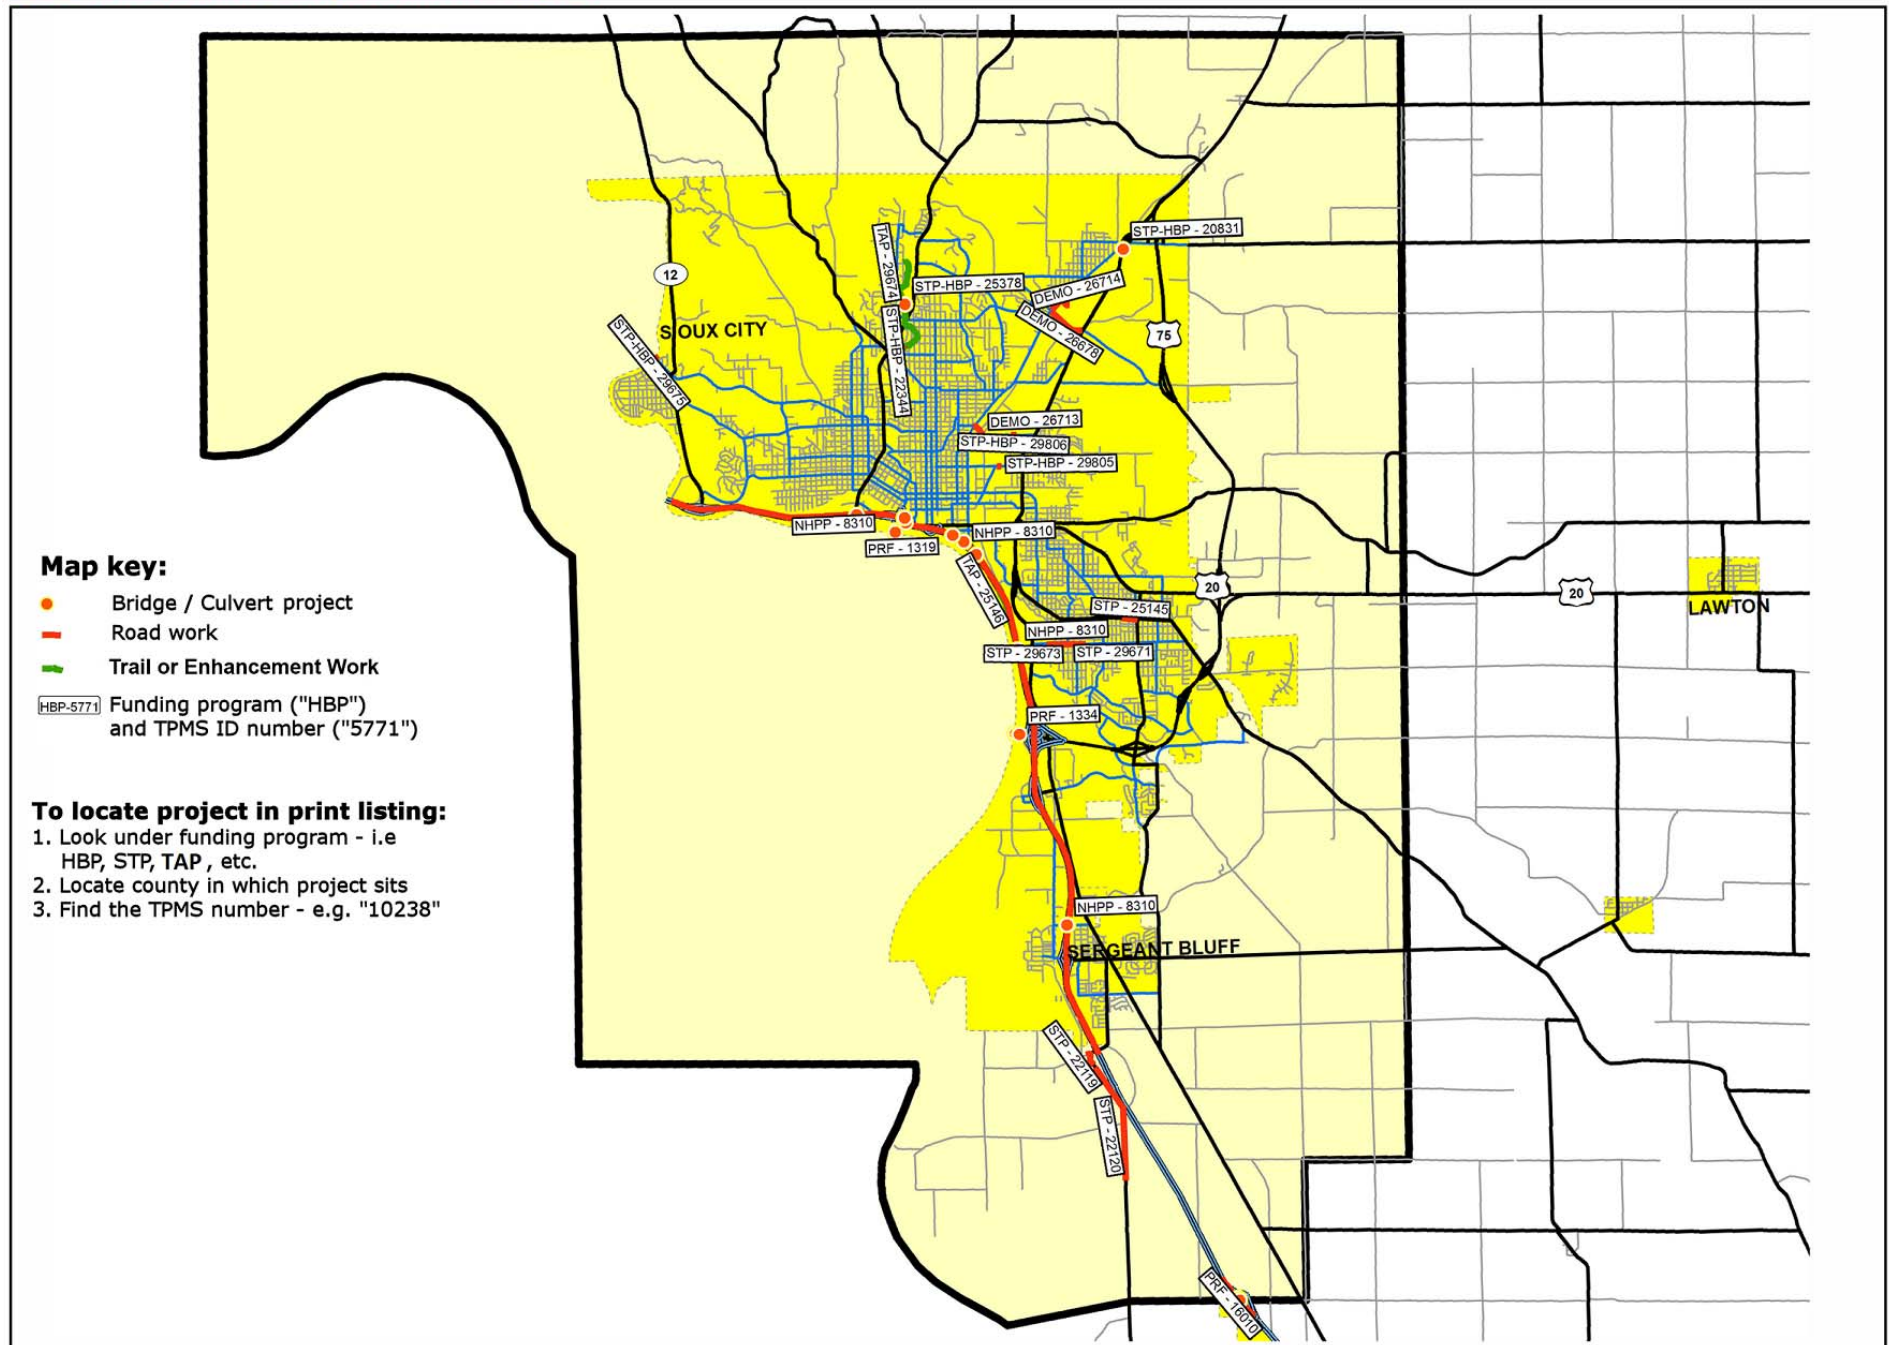 STP-HBP - 20831
TAP - 29674
12
STP-HBP - 25378
DEMO - 26714
DEMO - 26678
SIOUX CITY
75
STP-HBP - 29675
STP-HBP - 22344
DEMO - 26713
STP-HBP - 29806
STP-HBP - 29805
NHPP - 8310
NHPP - 8310
PRF - 1319
TAP - 25146
20
20
LAWTON
STP - 25145
NHPP - 8310
STP - 29673
STP - 29671
PRF - 1334
NHPP - 8310
SERGEANT BLUFF
STP - 22119
STP - 22120
PRF - 16010
Map key:
Bridge / Culvert project
Road work
Trail or Enhancement Work
HBP-5771 Funding program ("HBP")
and TPMS ID number ("5771")
To locate project in print listing:
1. Look under funding program - i.e
HBP, STP, TAP , etc.
2. Locate county in which project sits
3. Find the TPMS number - e.g. "10238"